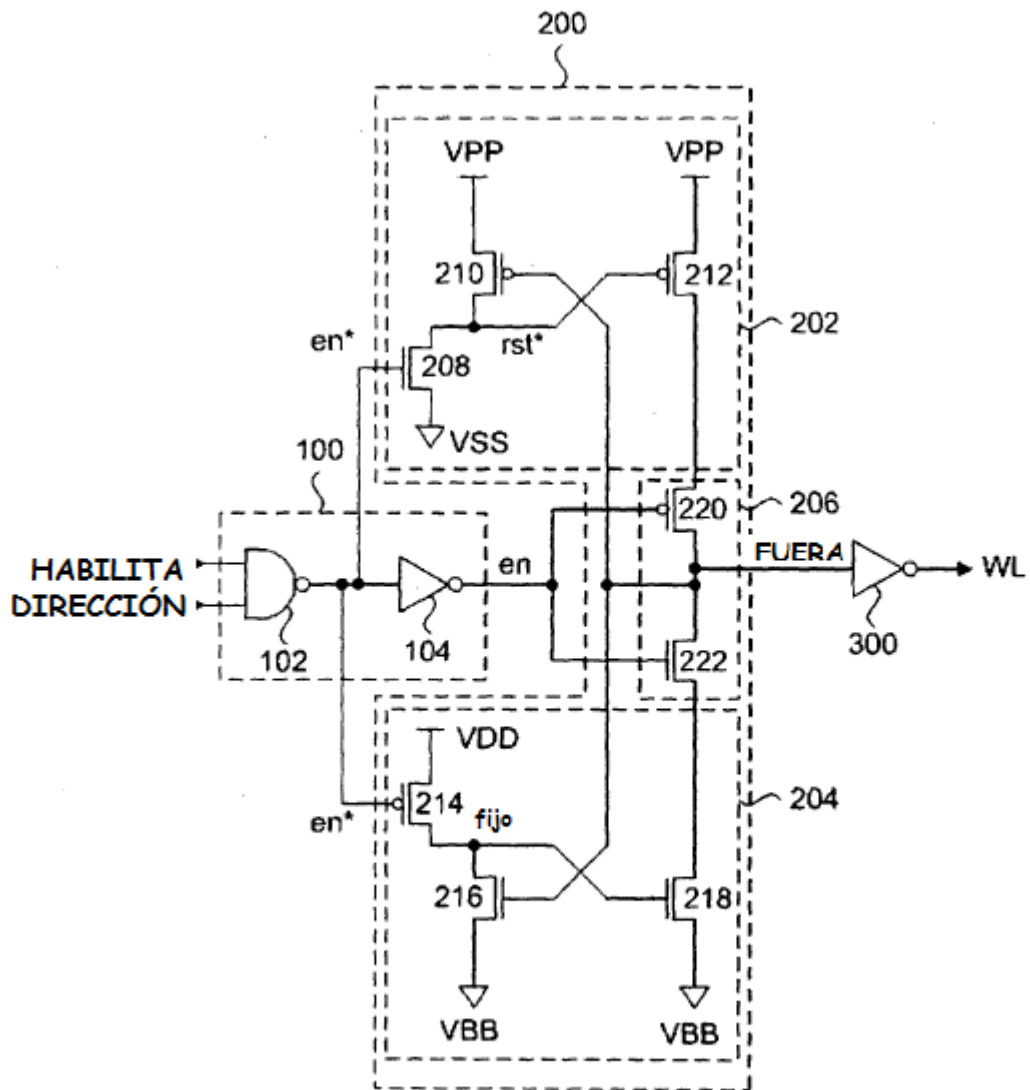 200
VPP VPP
210 212
202
en*
rst*
208
VSS
100
220 206
HABILITA
DIRECCIÓN
en
FUERA
WL
102
104
222
300
VDD
214
204
en*
fijo
216 218
VBB VBB